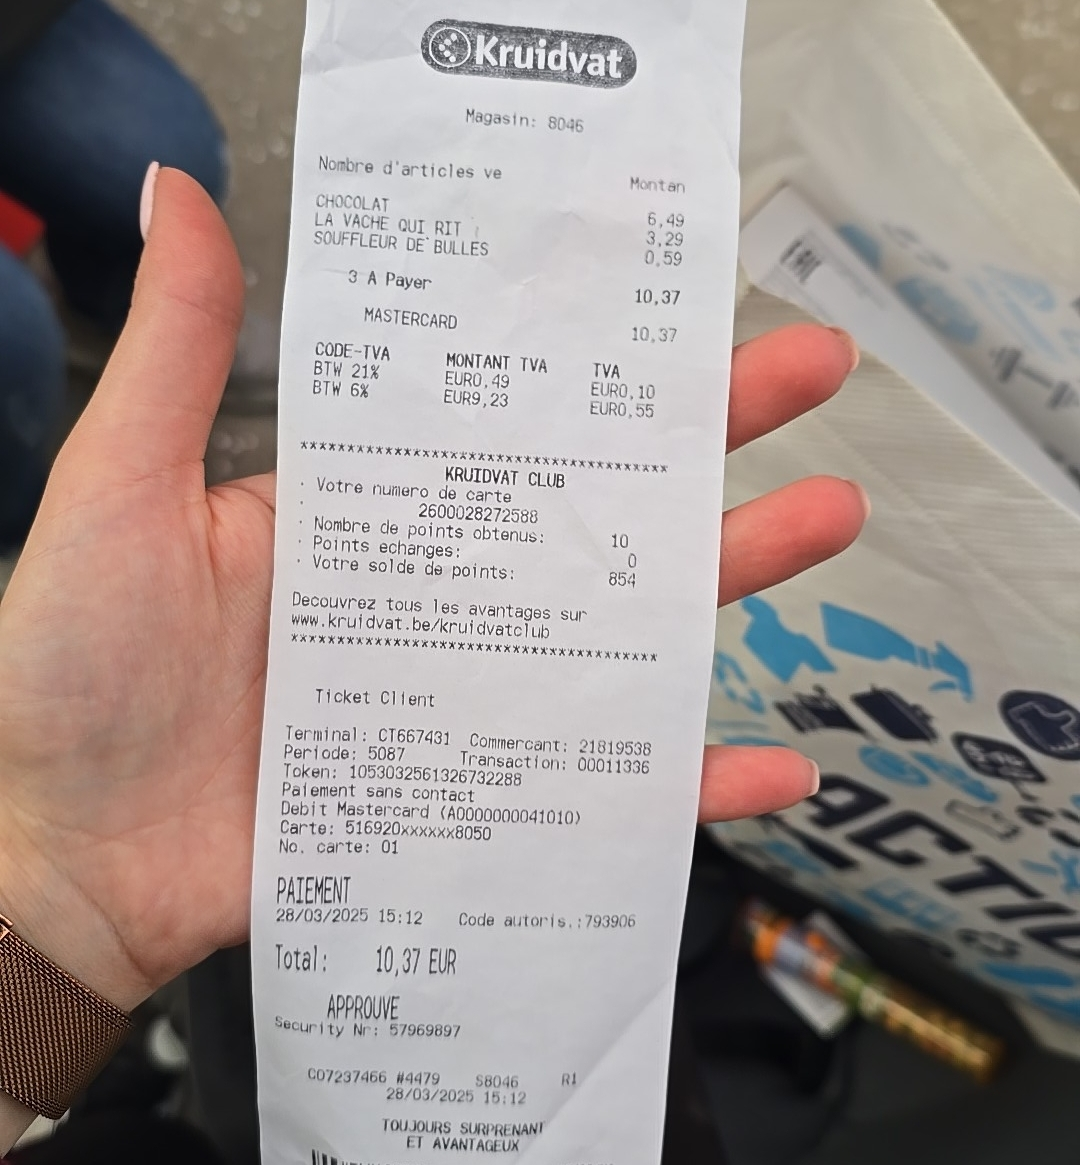 Kruidvat
Magasin: 8046
Nombre d'articles ve Montan
CHOCOLAT 6,49
LA VACHE QUI RIT 3,29
SOUFFLEUR DE BULLES 0,59
3 A Payer 10,37
MASTERCARD 10,37
CODE-TVA MONTANT TVA TVA
BTW 21% EUR0,49 EUR0,10
BTW 6% EUR9,23 EUR0,55
****************************************
KRUIDVAT CLUB
· Votre numero de carte
· 2600028272588
· Nombre de points obtenus: 10
· Points echanges: 0
· Votre solde de points: 854
Decouvrez tous les avantages sur
www.kruidvat.be/kruidvatclub
****************************************
Ticket Client
Terminal: CT667431 Commercant: 21819538
Periode: 5087 Transaction: 00011336
Token: 1053032561326732288
Paiement sans contact
Debit Mastercard (A0000000041010)
Carte: 516920xxxxxx8050
No. carte: 01
PAIEMENT
28/03/2025 15:12 Code autoris.:793906
Total: 10,37 EUR
APPROUVE
Security Nr: 57969897
C07237466 #4479 S8046 R1
28/03/2025 15:12
TOUJOURS SURPRENANT
ET AVANTAGEUX
ACTIO